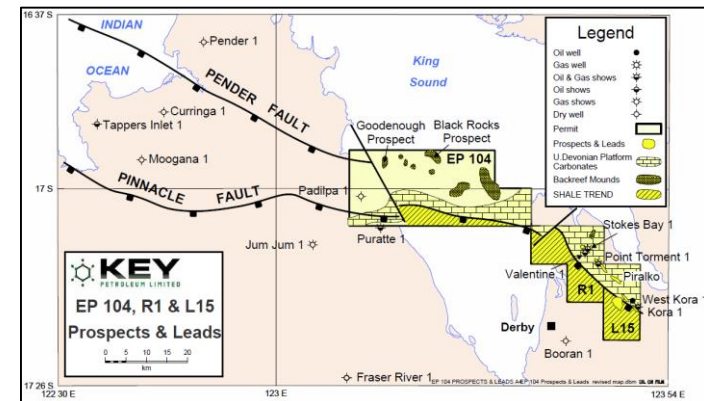 16.37S
INDIAN
OCEAN
Pender 1
King
Sound
PENDER FAULT
Curringa 1
Tappers Inlet 1
Moogana 1
Goodenough
Prospect
Black Rocks
Prospect
EP 104
17 S
PINNACLE FAULT
Padilpa 1
Puratte 1
Jum Jum 1
Legend
Oil well
Gas well
Oil & Gas shows
Oil shows
Gas shows
Dry well
Permit
Prospects & Leads
U.Devonian Platform
Carbonates
Backreef Mounds
SHALE TREND
Stokes Bay 1
Point Torment 1
Valentine 1
Piralko
R1
West Kora 1
Kora 1
L15
Derby
Booran 1
Fraser River 1
KEY
PETROLEUM LIMITED
EP 104, R1 & L15
Prospects & Leads
0 5 10 15 20
km
17 26 S
122 30 E
123 E
123 54 E